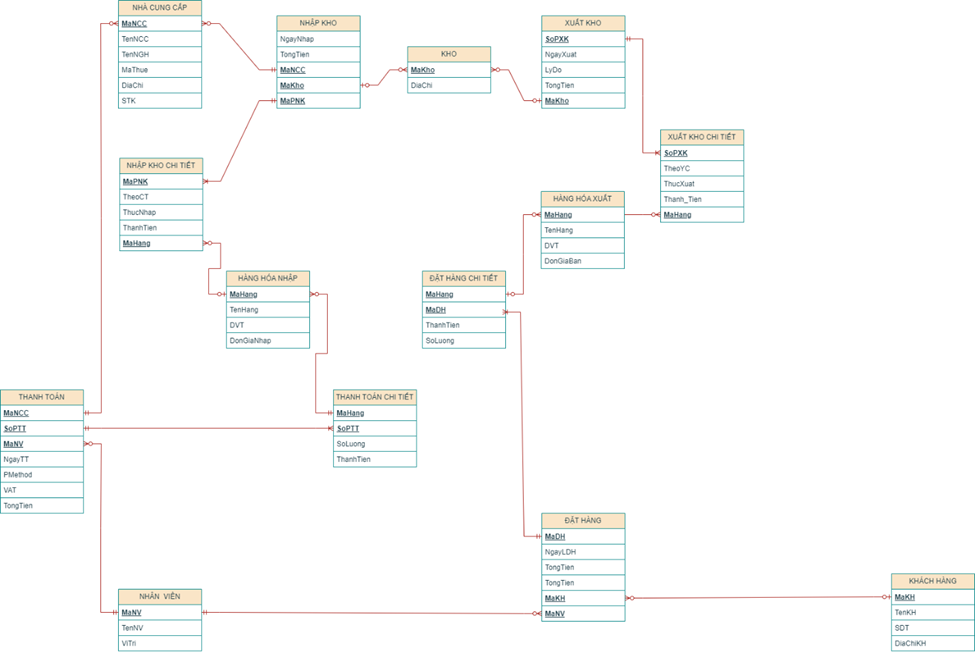 NHÀ CUNG CẤP
MaNCC
TenNCC
TenNGH
MaThue
DiaChi
STK
NHẬP KHO
NgayNhap
TongTien
MaNCC
MaKho
MaPNK
KHO
MaKho
DiaChi
XUẤT KHO
SoPXK
NgayXuat
LyDo
TongTien
MaKho
XUẤT KHO CHI TIẾT
SoPXK
TheoYC
ThucXuat
Thanh_Tien
MaHang
NHẬP KHO CHI TIẾT
MaPNK
TheoCT
ThucNhap
ThanhTien
MaHang
HÀNG HÓA XUẤT
MaHang
TenHang
DVT
DonGiaBan
HÀNG HÓA NHẬP
MaHang
TenHang
DVT
DonGiaNhap
ĐẶT HÀNG CHI TIẾT
MaHang
MaDH
ThanhTien
SoLuong
THANH TOÁN
MaNCC
SoPTT
MaNV
NgayTT
PMethod
VAT
TongTien
THANH TOÁN CHI TIẾT
MaHang
SoPTT
SoLuong
ThanhTien
ĐẶT HÀNG
MaDH
NgayLDH
TongTien
TongTien
MaKH
MaNV
NHÂN VIÊN
MaNV
TenNV
ViTri
KHÁCH HÀNG
MaKH
TenKH
SDT
DiaChiKH